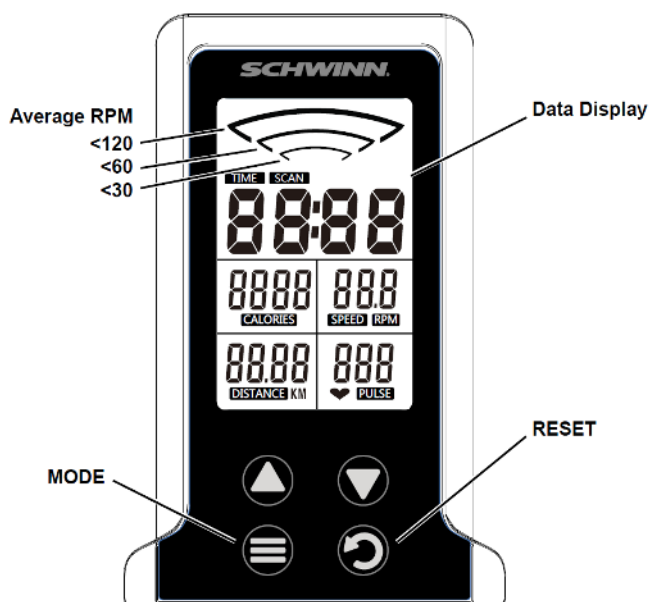 SCHWINN.
Average RPM
<120
<60
<30
Data Display
TIME SCAN
88:88
8888
CALORIES
88.8
SPEED RPM
88.88
DISTANCE KM
888
PULSE
MODE
RESET